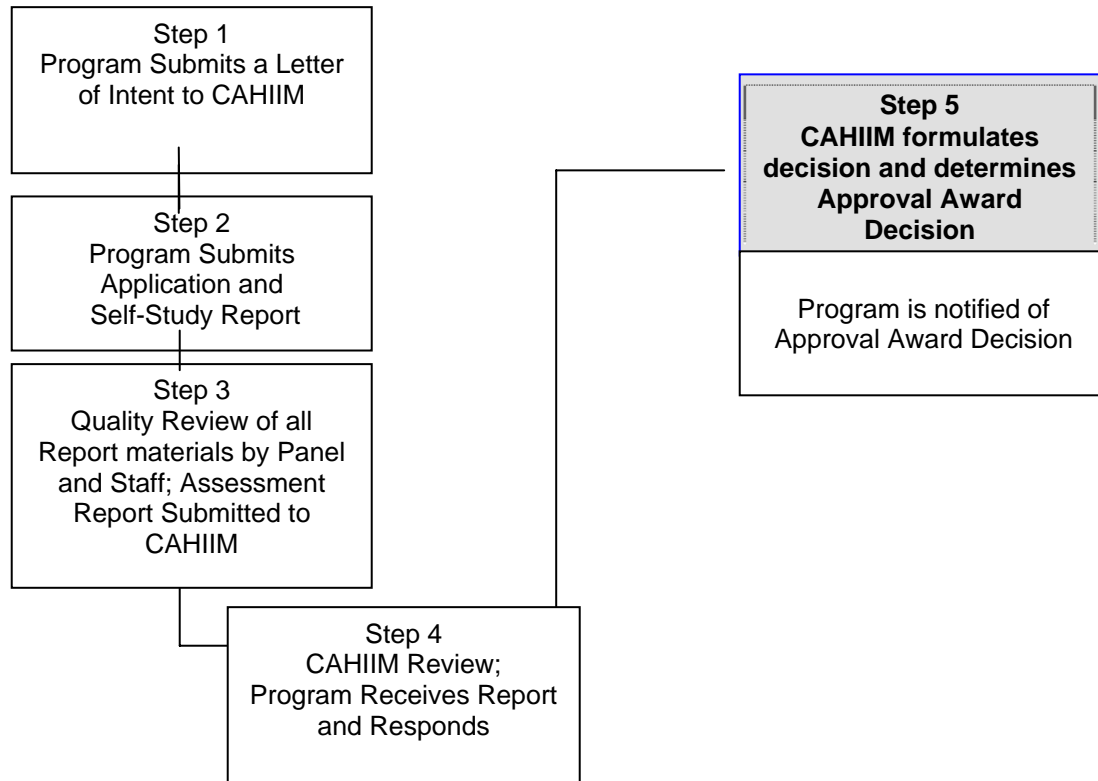 Step 1
Program Submits a Letter
of Intent to CAHIIM
Step 2
Program Submits
Application and
Self-Study Report
Step 3
Quality Review of all
Report materials by Panel
and Staff; Assessment
Report Submitted to
CAHIIM
Step 4
CAHIIM Review;
Program Receives Report
and Responds
Step 5
CAHIIM formulates
decision and determines
Approval Award
Decision
Program is notified of
Approval Award Decision